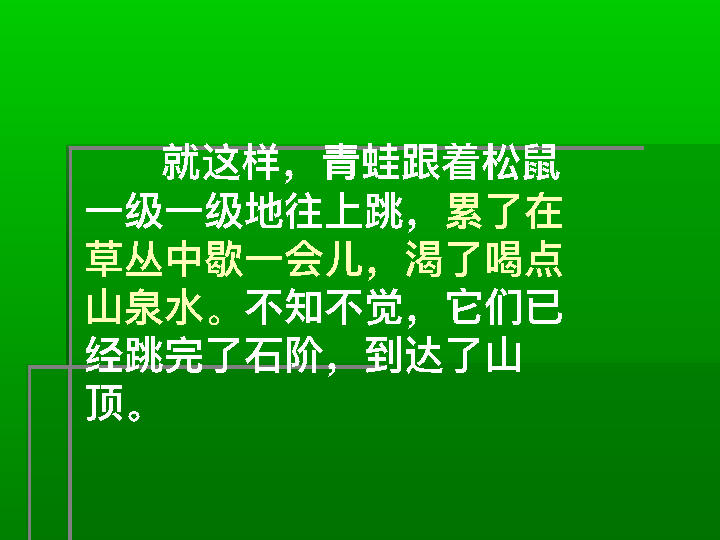 就这样，青蛙跟着松鼠
一级一级地往上跳，累了在
草丛中歇一会儿，渴了喝点
山泉水。不知不觉，它们已
经跳完了石阶，到达了山
顶。